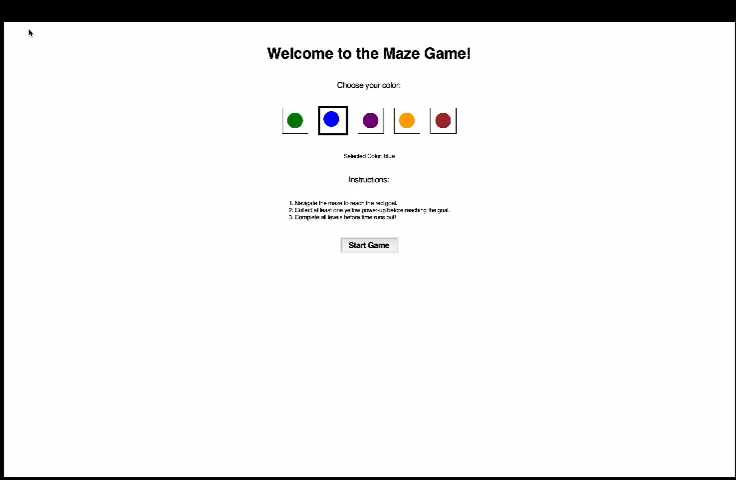 Welcome to the Maze Game!
Choose your color:
Selected Color: blue
Instructions:
1. Navigate the maze to reach the red goal.
2. Collect at least one yellow power-up before reaching the goal.
3. Complete all levels before time runs out!
Start Game